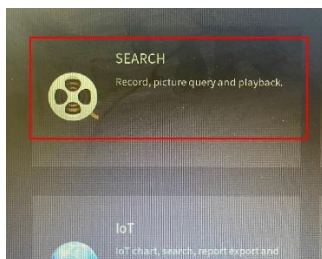 SEARCH
Record, picture query and playback.
IoT
IoT chart, search, report export and